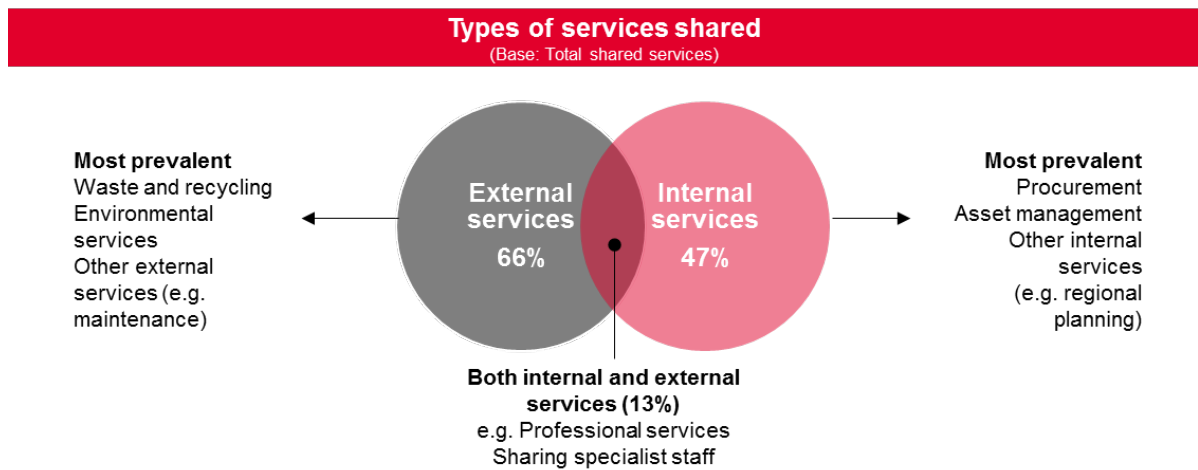 Types of services shared
(Base: Total shared services)
Most prevalent
Waste and recycling
Environmental
services
Other external
services (e.g.
maintenance)
External
services
66%
Internal
services
47%
Most prevalent
Procurement
Asset management
Other internal
services
(e.g. regional
planning)
Both internal and external
services (13%)
e.g. Professional services
Sharing specialist staff